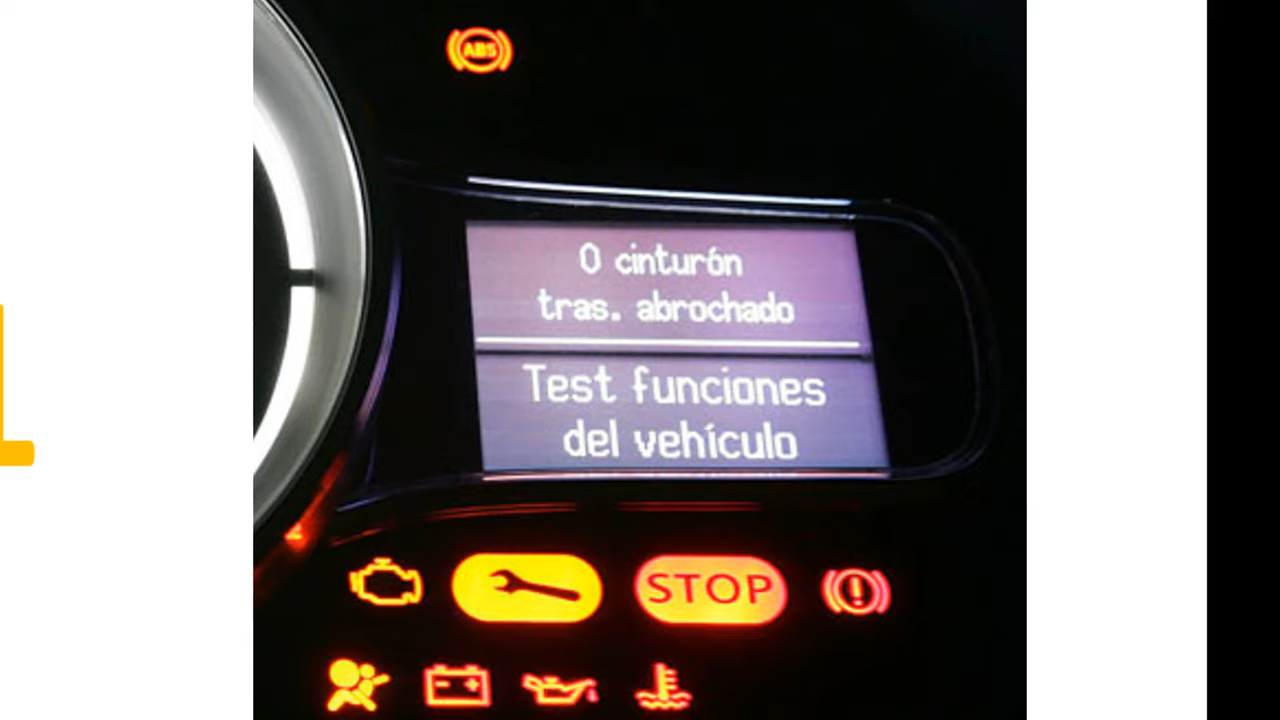 ABS
0 cinturón
tras. abrochado
Test funciones
del vehículo
STOP